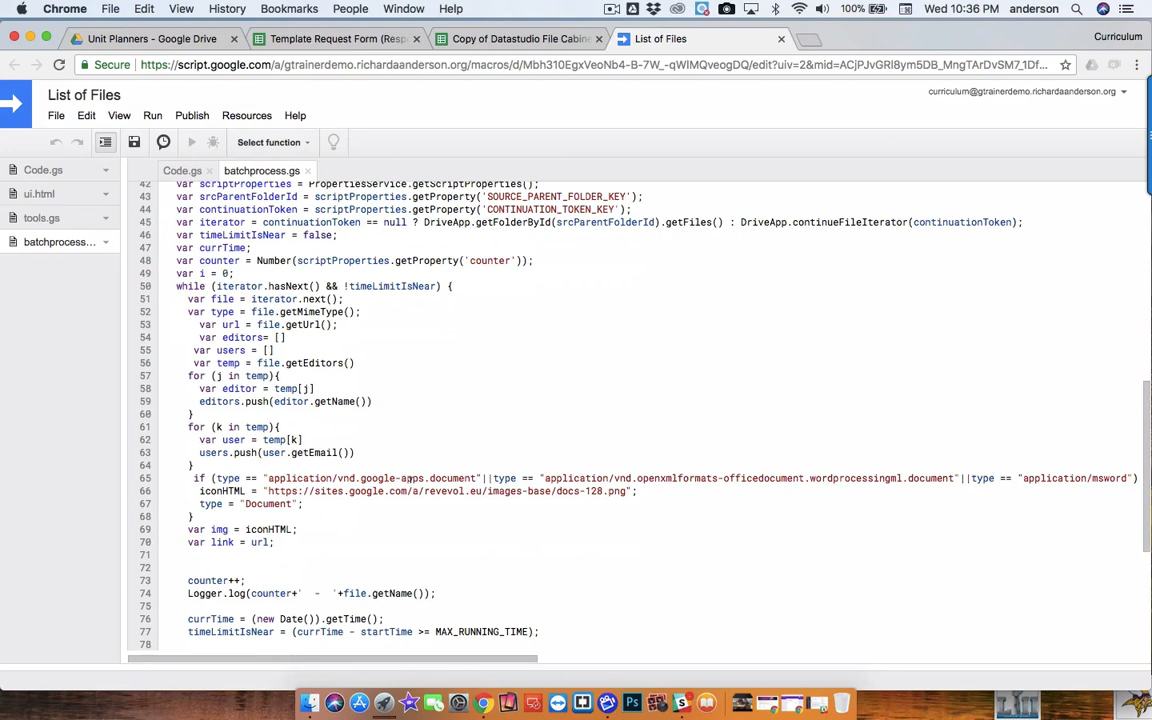 Chrome File Edit View History Bookmarks People Window Help 100% Wed 10:36 PM anderson
Unit Planners - Google Drive Template Request Form (Resp Copy of Datastudio File Cabine List of Files Curriculum
Secure https://script.google.com/a/gtrainerdemo.richardaanderson.org/macros/d/
List of Files
curriculum@gtrainerdemo.richardaanderson.org
File Edit View Run Publish Resources Help
Select function
Code.gs
ui.html
tools.gs
batchprocess...
Code.gs batchprocess.gs
42 var scriptProperties = PropertiesService.getScriptProperties();
43 var srcParentFolderId = scriptProperties.getProperty('SOURCE_PARENT_FOLDER_KEY');
44 var continuationToken = scriptProperties.getProperty('CONTINUATION_TOKEN_KEY');
45 var iterator = continuationToken == null ? DriveApp.getFolderById(srcParentFolderId).getFiles() : DriveApp.continueFileIterator(continuationToken);
46 var timeLimitIsNear = false;
47 var currTime;
48 var counter = Number(scriptProperties.getProperty('counter'));
49 var i = 0;
50 while (iterator.hasNext() && !timeLimitIsNear) {
51 var file = iterator.next();
52 var type = file.getMimeType();
53 var url = file.getUrl();
54 var editors= []
55 var users = []
56 var temp = file.getEditors()
57 for (j in temp){
58 var editor = temp[j]
59 editors.push(editor.getName())
60 }
61 for (k in temp){
62 var user = temp[k]
63 users.push(user.getEmail())
64 }
65 if (type == "application/vnd.google-apps.document"||type == "application/vnd.openxmlformats-officedocument.wordprocessingml.document"||type == "application/msword")
66 iconHTML = "https://sites.google.com/a/revevol.eu/images-base/docs-128.png";
67 type = "Document";
68 }
69 var img = iconHTML;
70 var link = url;
71
72
73 counter++;
74 Logger.log(counter+' - '+file.getName());
75
76 currTime = (new Date()).getTime();
77 timeLimitIsNear = (currTime - startTime >= MAX_RUNNING_TIME);
78